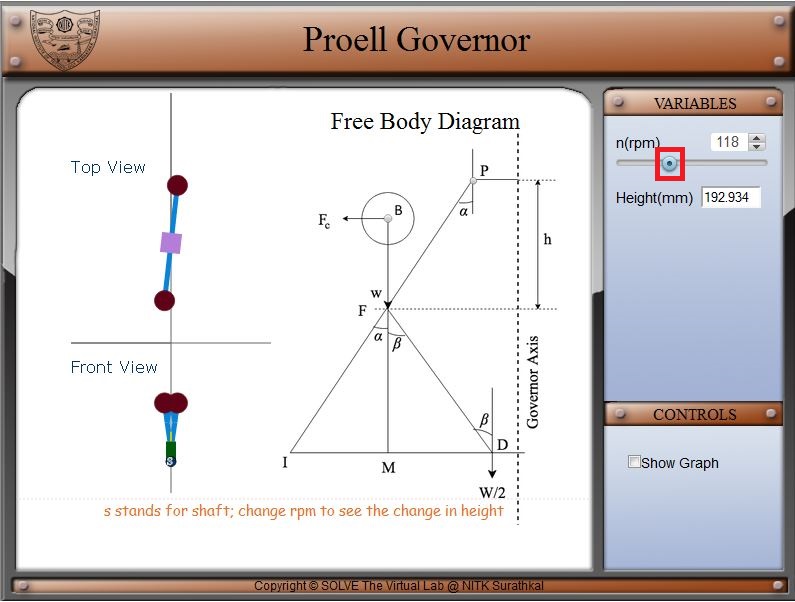 Proell Governor
Free Body Diagram
Top View
Front View
P
α
B
Fc
h
w
F
α
β
Governor Axis
β
D
I
M
W/2
s
s stands for shaft; change rpm to see the change in height
VARIABLES
n(rpm)
118
Height(mm)
192.934
CONTROLS
Show Graph
Copyright © SOLVE The Virtual Lab @ NITK Surathkal